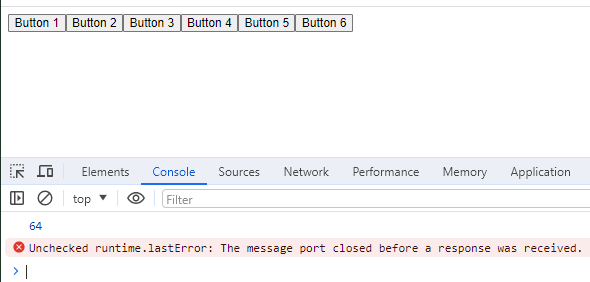 Button 1 Button 2 Button 3 Button 4 Button 5 Button 6
Elements Console Sources Network Performance Memory Application
top Filter
64
Unchecked runtime.lastError: The message port closed before a response was received.